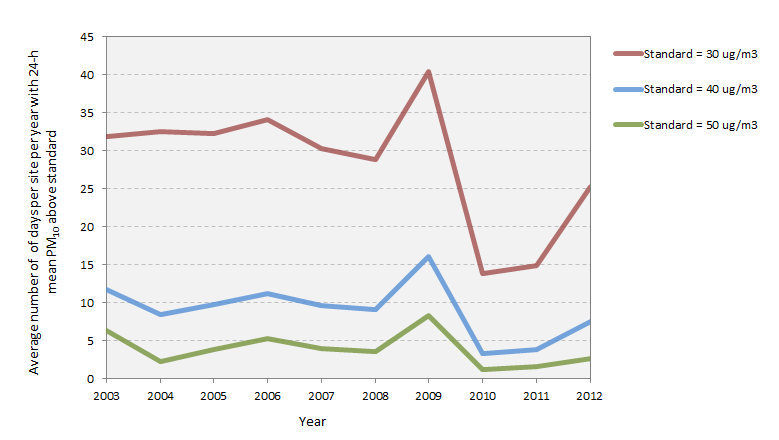 Average number of of days per site per year with 24-h
mean PM10 above standard
45
40
35
30
25
20
15
10
5
0
2003 2004 2005 2006 2007 2008 2009 2010 2011 2012
Year
Standard = 30 ug/m3
Standard = 40 ug/m3
Standard = 50 ug/m3